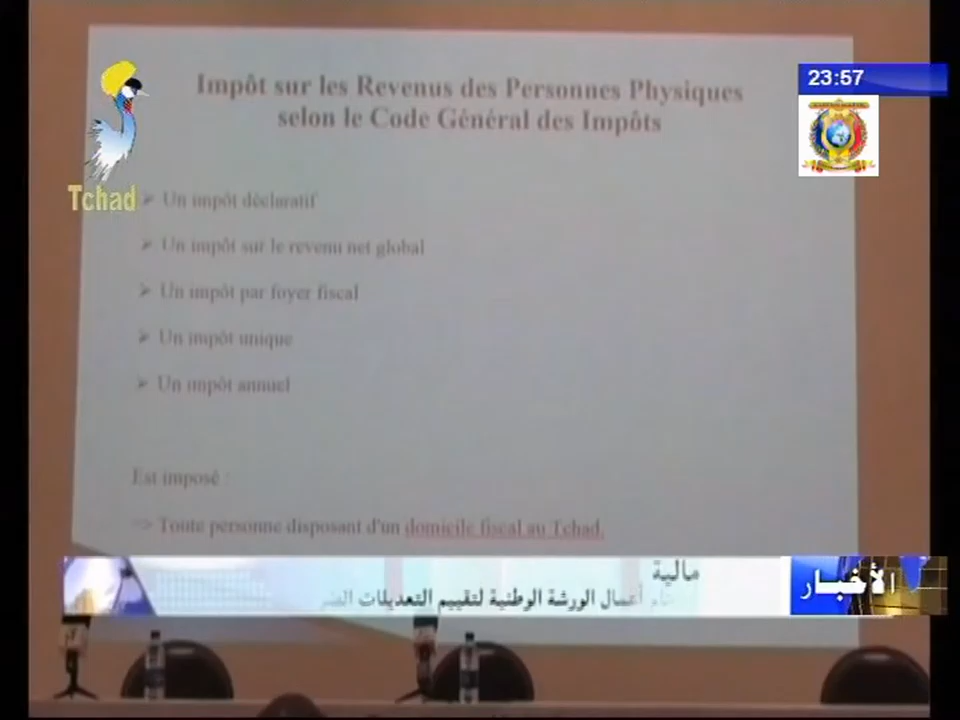 Impôt sur les Revenus des Personnes Physiques
selon le Code Général des Impôts
23:57
Tchad
➢ Un impôt déclaratif
➢ Un impôt sur le revenu net global
➢ Un impôt par foyer fiscal
➢ Un impôt unique
➢ Un impôt annuel
Est imposé :
=> Toute personne disposant d'un domicile fiscal au Tchad.
مالية
أعمال الورشة الوطنية لتقييم التعديلات
الأخبار